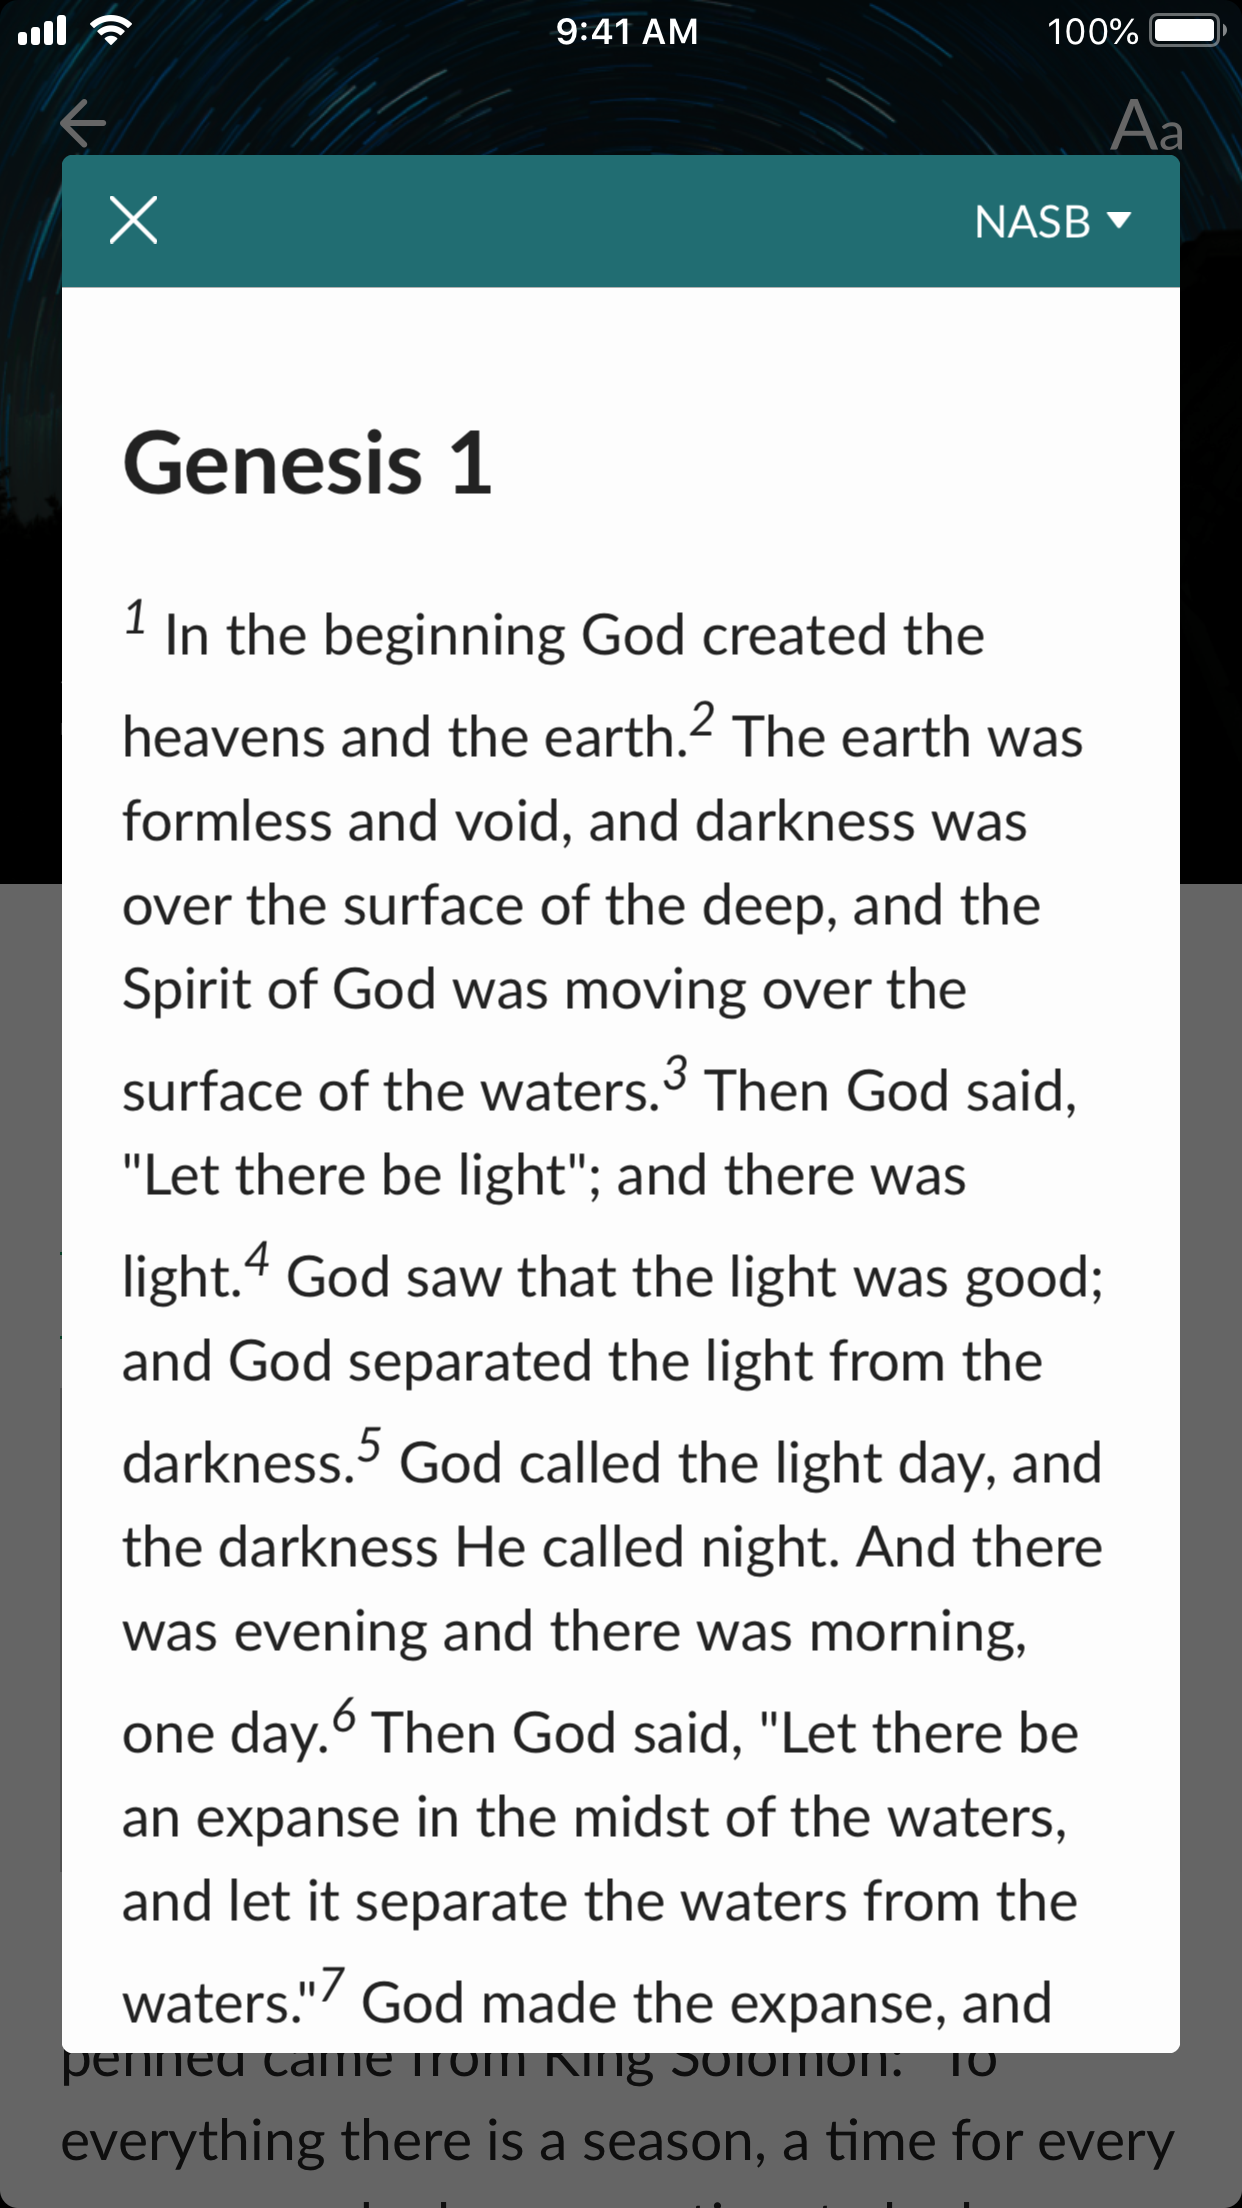 9:41 AM
100%
Aa
NASB
Genesis 1
1 In the beginning God created the
heavens and the earth.2 The earth was
formless and void, and darkness was
over the surface of the deep, and the
Spirit of God was moving over the
surface of the waters.3 Then God said,
"Let there be light"; and there was
light.4 God saw that the light was good;
and God separated the light from the
darkness.5 God called the light day, and
the darkness He called night. And there
was evening and there was morning,
one day.6 Then God said, "Let there be
an expanse in the midst of the waters,
and let it separate the waters from the
waters."7 God made the expanse, and
penned came from King Solomon: "To
everything there is a season, a time for every